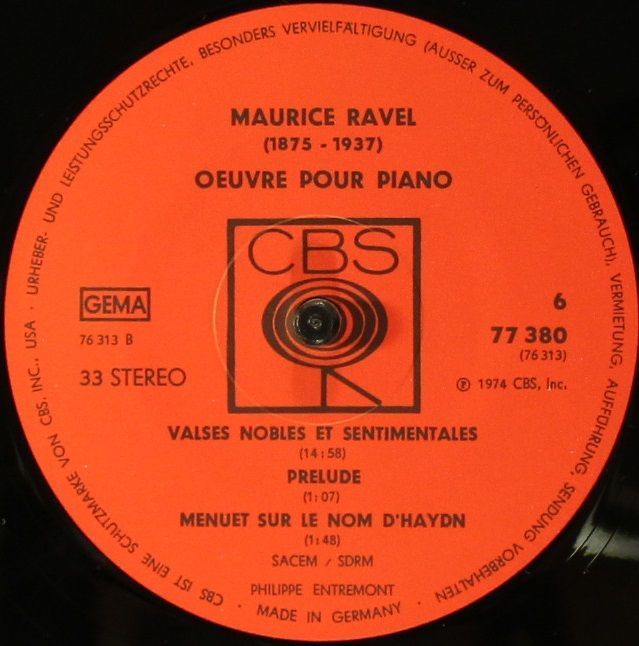 CBS IST EINE SCHUTZMARKE VON CBS, INC., USA · URHEBER- UND LEISTUNGSSCHUTZRECHTE, BESONDERS VERVIELFÄLTIGUNG (AUSSER ZUM PERSÖNLICHEN GEBRAUCH), VERMIETUNG, AUFFÜHRUNG, SENDUNG VORBEHALTEN ·
MAURICE RAVEL
(1875 - 1937)
OEUVRE POUR PIANO
CBS
GEMA
76 313 B
33 STEREO
6
77 380
(76 313)
℗ 1974 CBS, Inc.
VALSES NOBLES ET SENTIMENTALES
(14:58)
PRELUDE
(1:07)
MENUET SUR LE NOM D'HAYDN
(1:48)
SACEM / SDRM
PHILIPPE ENTREMONT
· MADE IN GERMANY ·